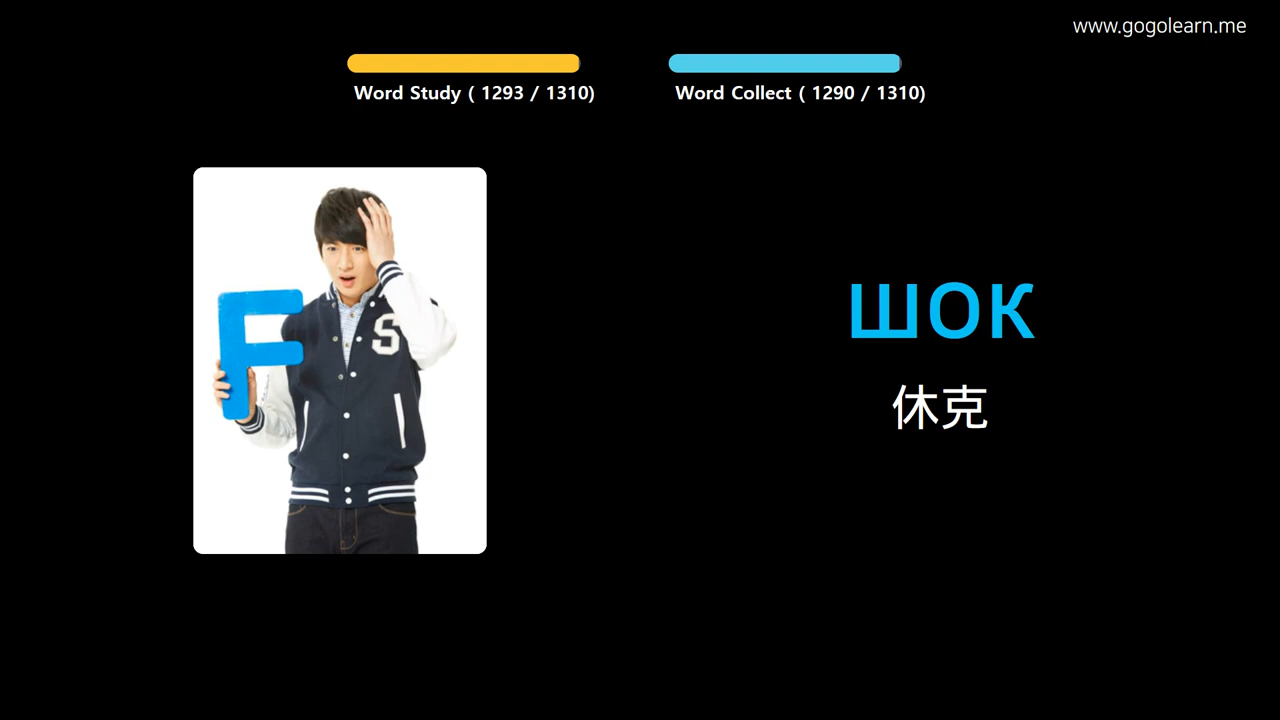 www.gogolearn.me
Word Study ( 1293 / 1310)
Word Collect ( 1290 / 1310)
F
S
шок
休克